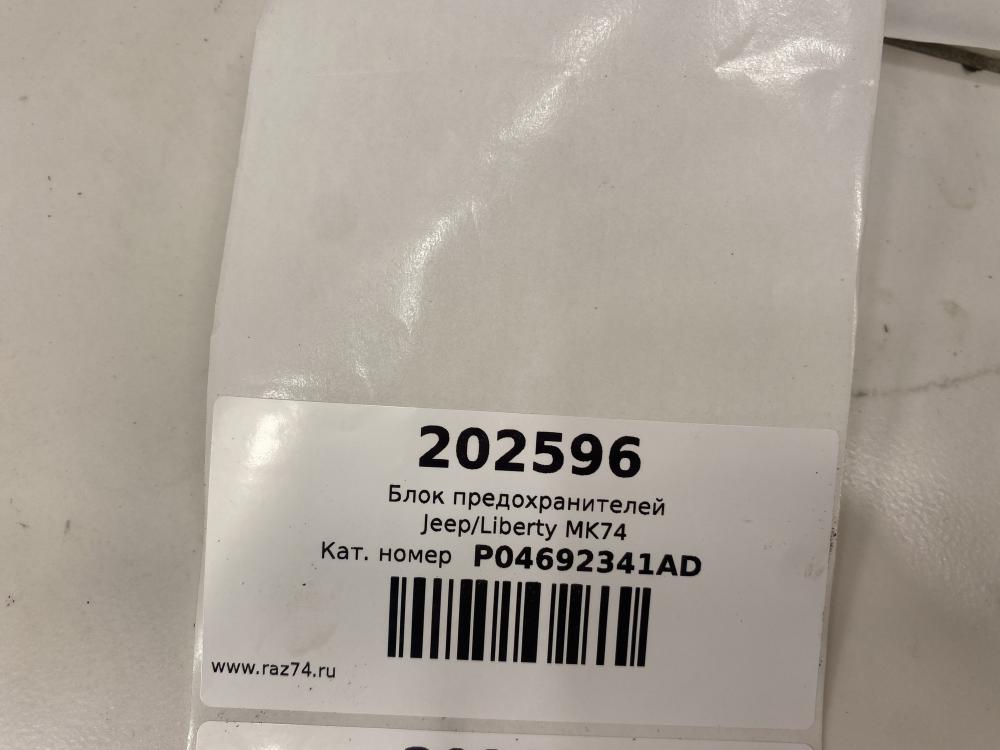 202596
Блок предохранителей
Jeep/Liberty MK74
Кат. номер P04692341AD
www.raz74.ru